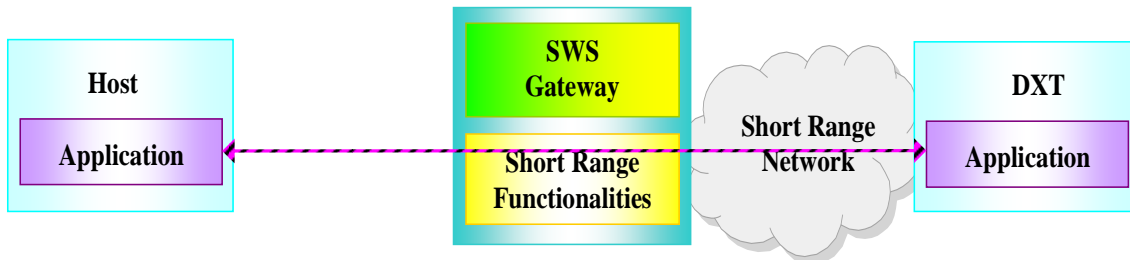 Host
Application
SWS
Gateway
Short Range
Functionalities
Short Range
Network
DXT
Application